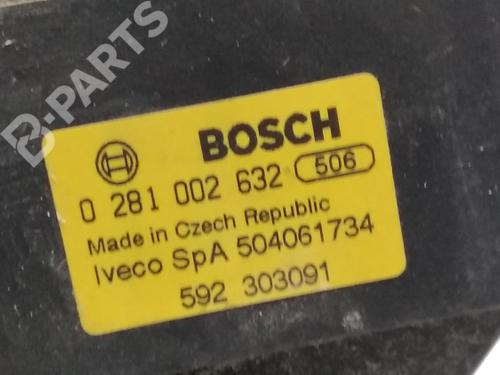 B-PARTS
BOSCH
0 281 002 632 506
Made in Czech Republic
Iveco SpA 504061734
592 303091